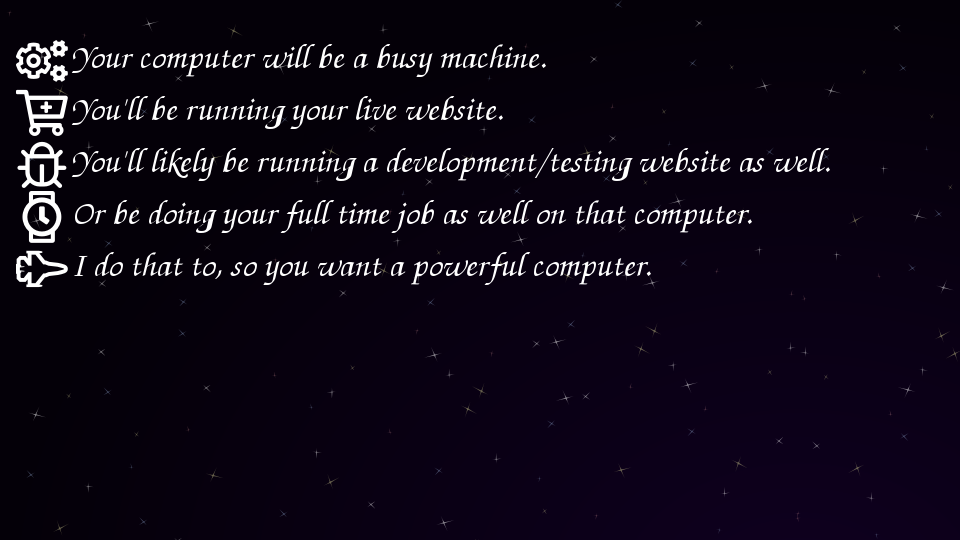 Your computer will be a busy machine.
You'll be running your live website.
You'll likely be running a development/testing website as well.
Or be doing your full time job as well on that computer.
I do that to, so you want a powerful computer.